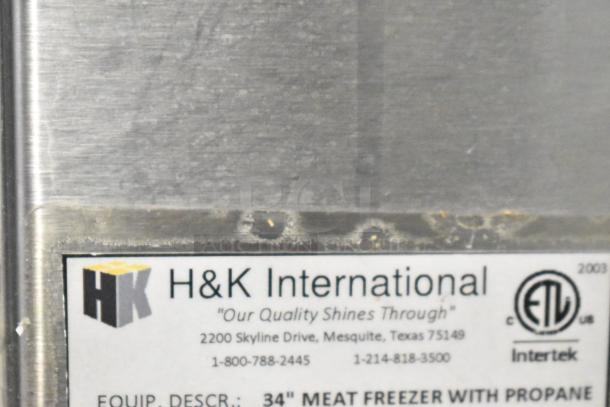 HK
H&K International
"Our Quality Shines Through"
2200 Skyline Drive, Mesquite, Texas 75149
1-800-788-2445 1-214-818-3500
2003
ETL
C US
Intertek
EQUIP. DESCR.: 34" MEAT FREEZER WITH PROPANE